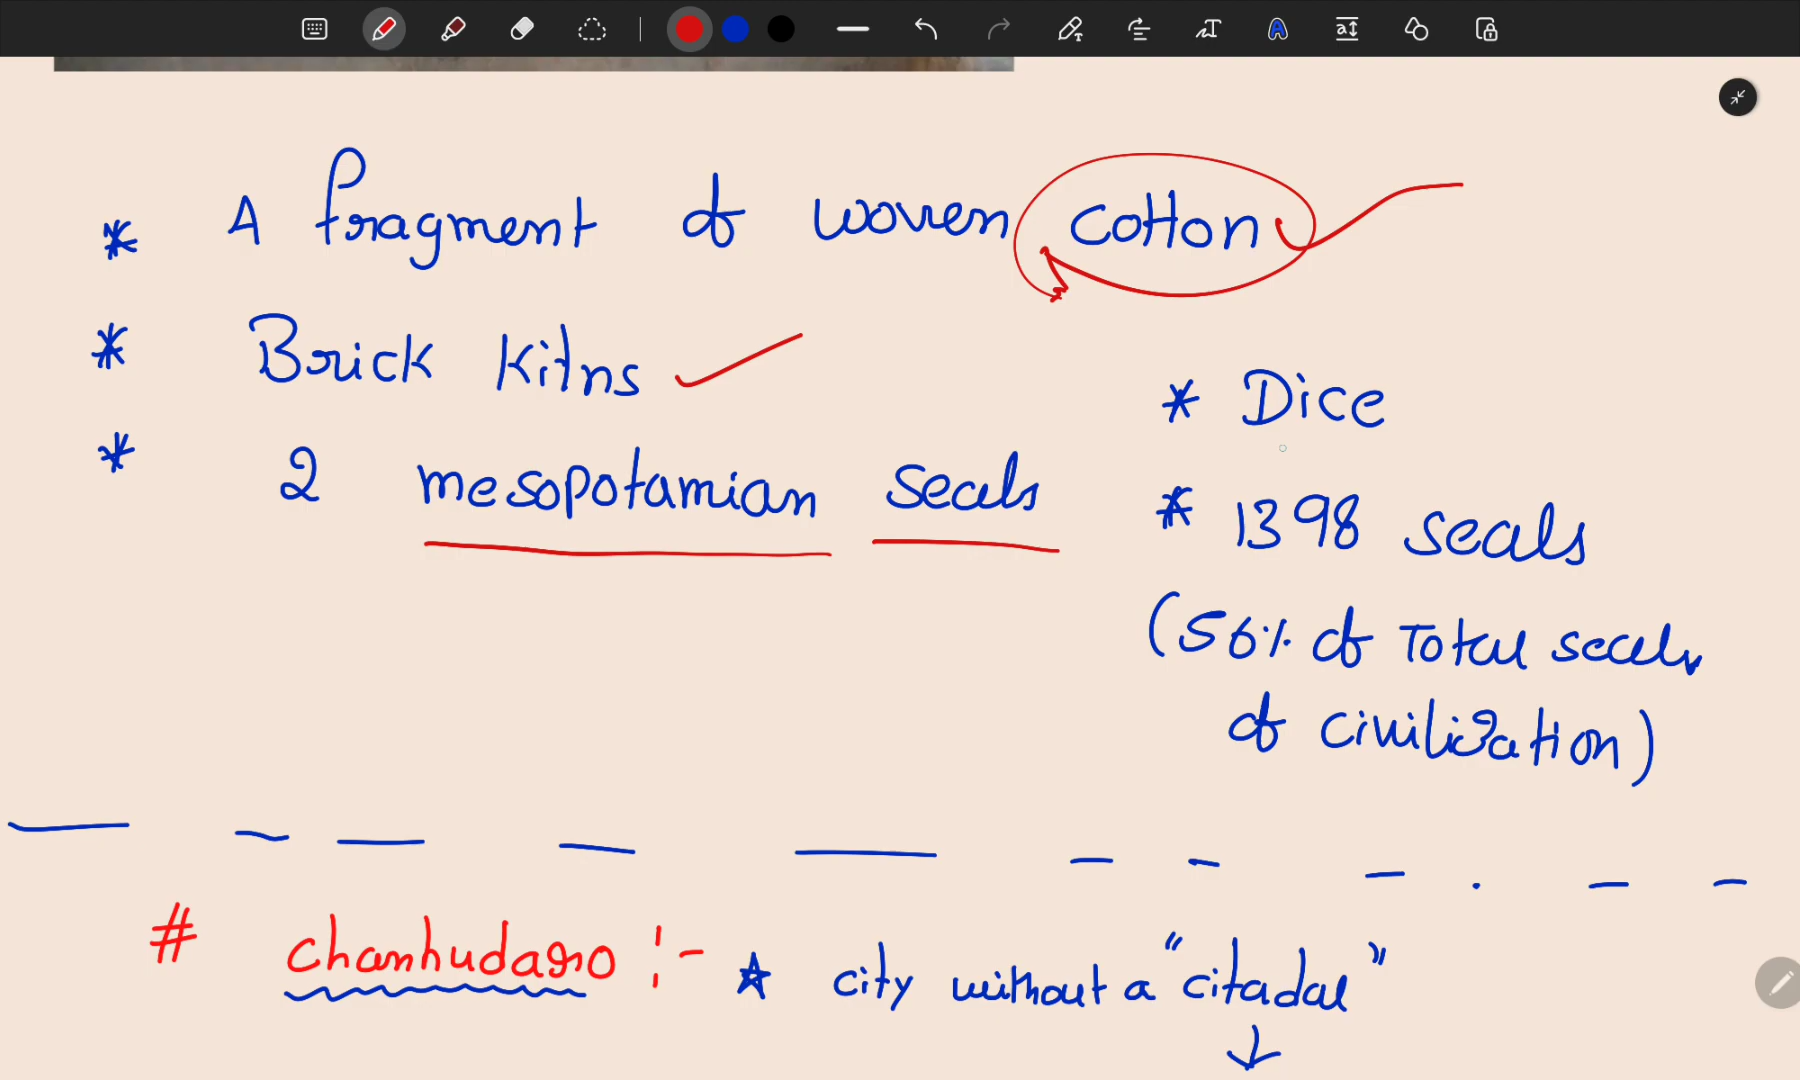 * A fragment of woven cotton
* Brick Kilns
* 2 mesopotamian seals
* Dice
* 1398 seals
(56% of Total seals
of civilization)
# chanhudaro :- ☆ city without a "citadal"
↓